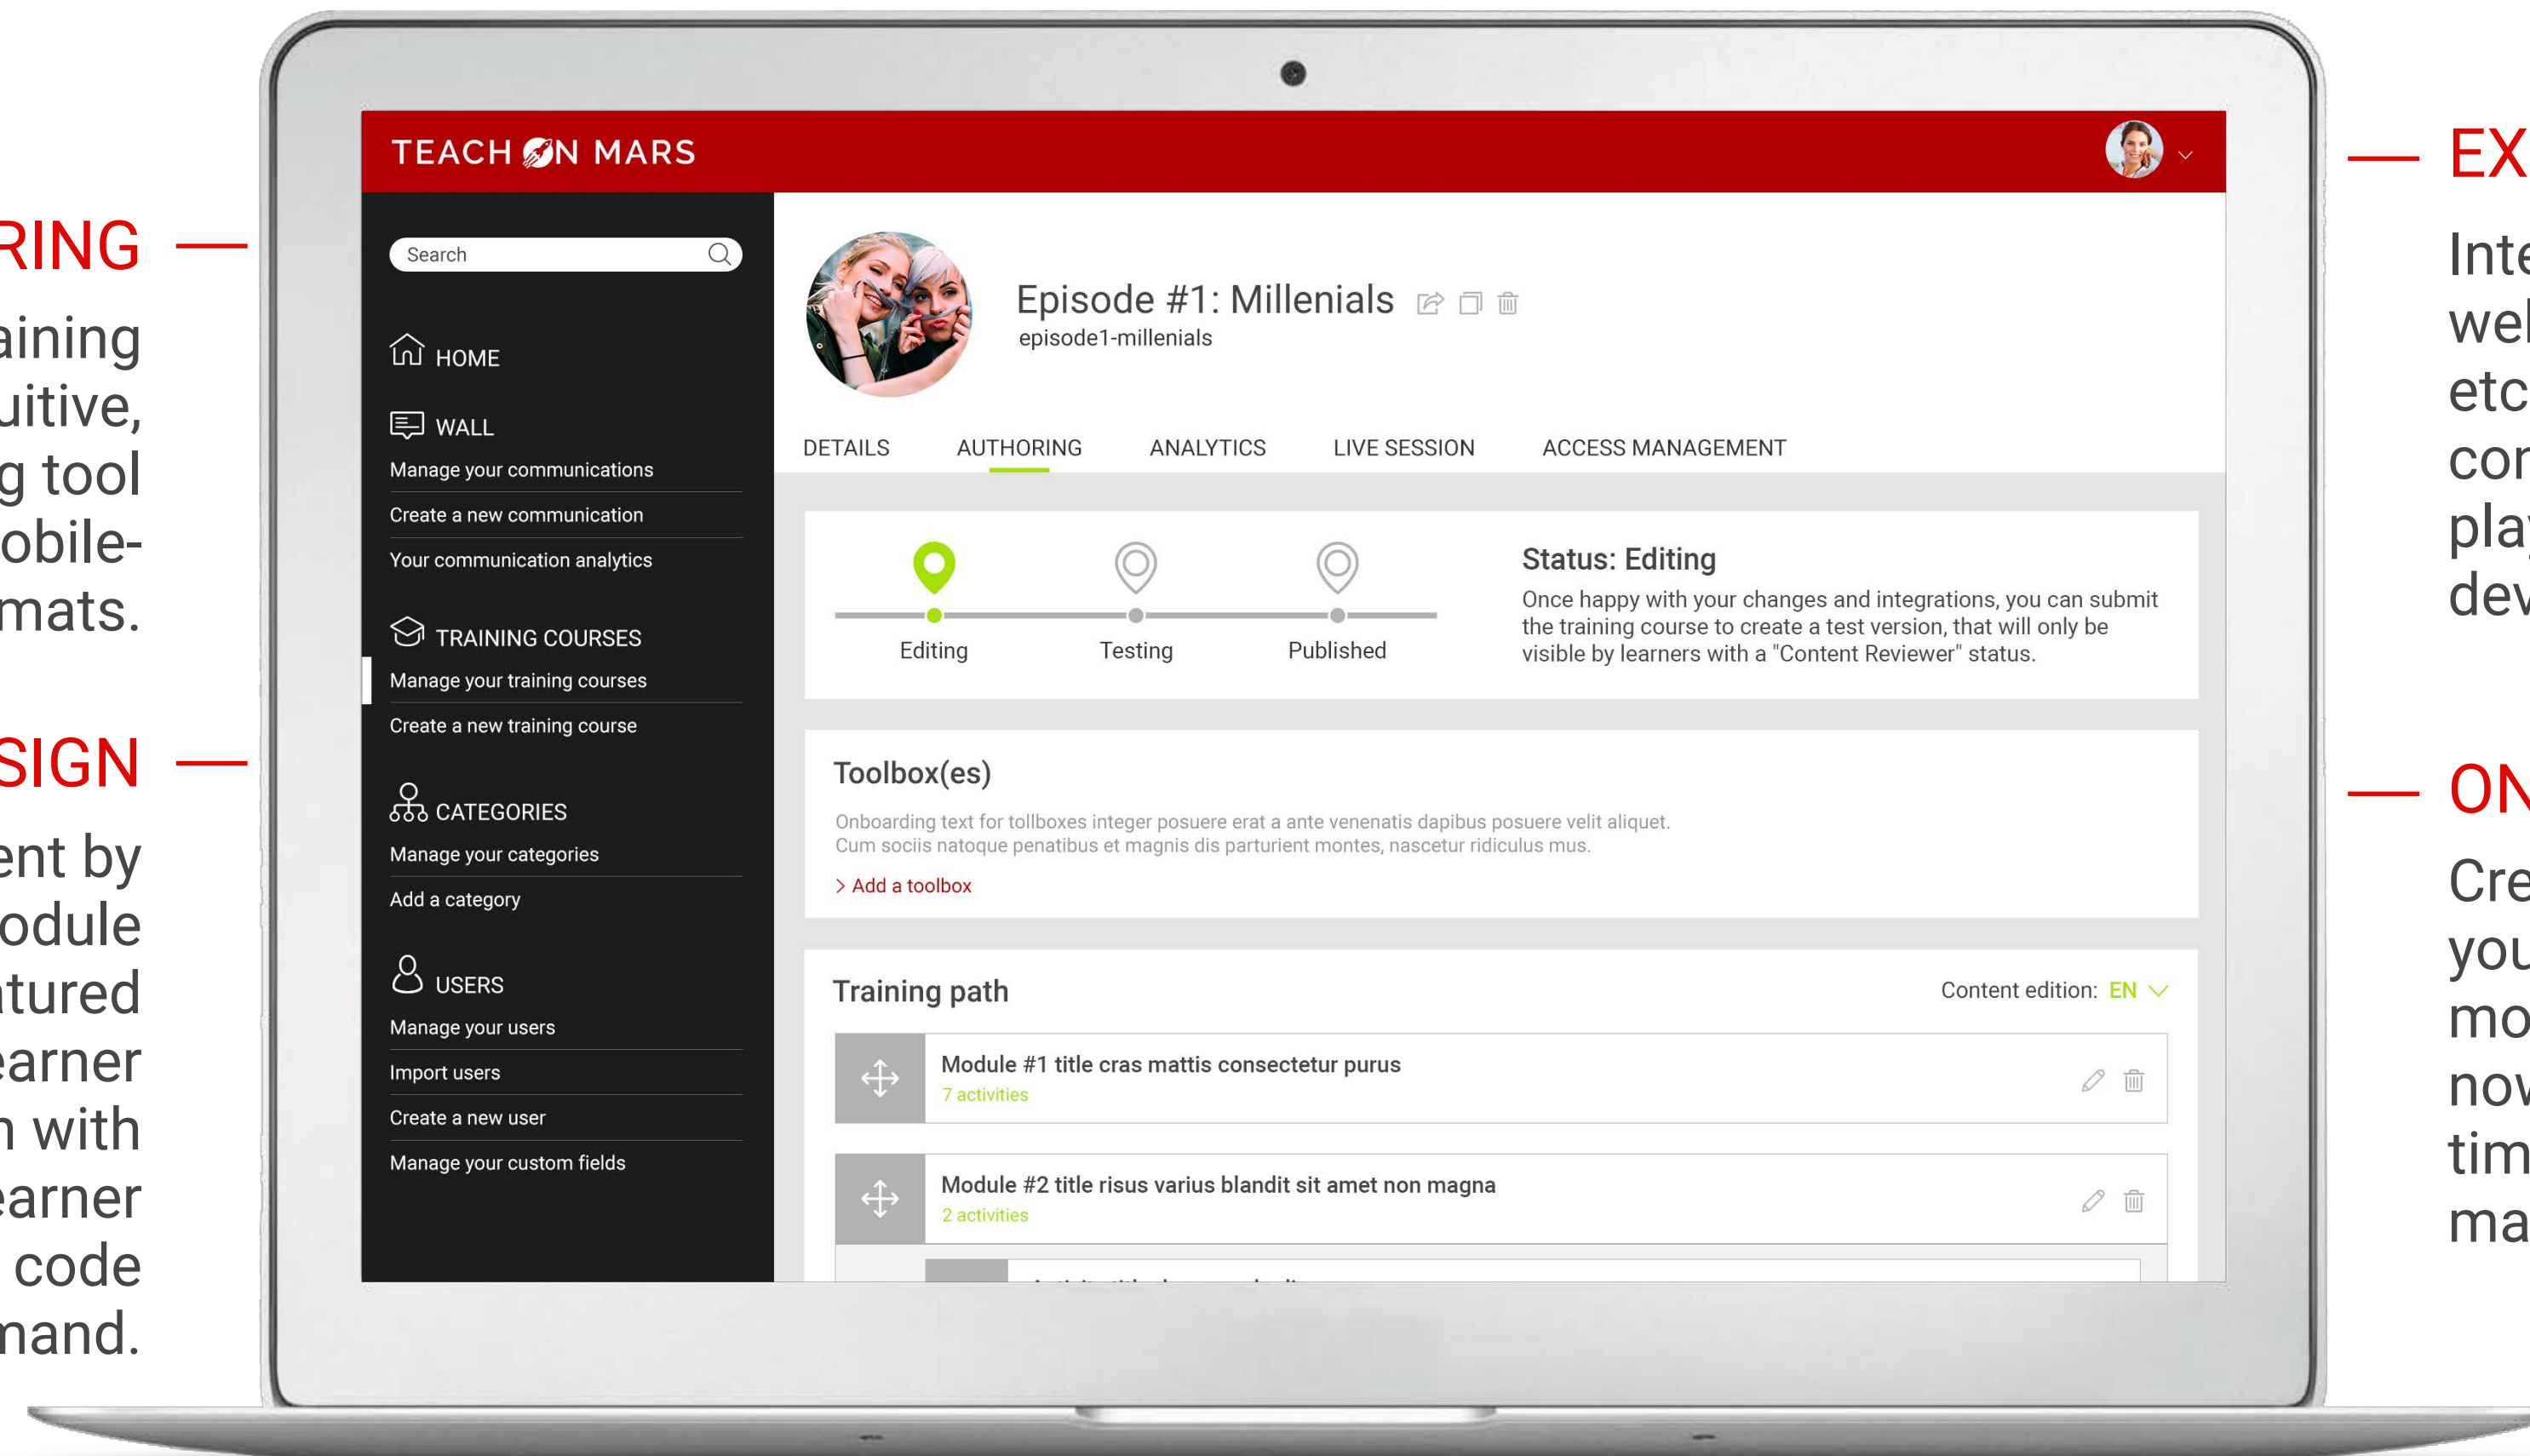 RING
aining
uitive,
g tool
obile-
mats.
SIGN
ent by
odule
atured
earner
n with
earner
code
mand.
TEACH ON MARS
Search
HOME
WALL
Manage your communications
Create a new communication
Your communication analytics
TRAINING COURSES
Manage your training courses
Create a new training course
CATEGORIES
Manage your categories
Add a category
USERS
Manage your users
Import users
Create a new user
Manage your custom fields
Episode #1: Millenials
episode1-millenials
DETAILS AUTHORING ANALYTICS LIVE SESSION ACCESS MANAGEMENT
Editing Testing Published
Status: Editing
Once happy with your changes and integrations, you can submit
the training course to create a test version, that will only be
visible by learners with a "Content Reviewer" status.
Toolbox(es)
Onboarding text for tollboxes integer posuere erat a ante venenatis dapibus posuere velit aliquet.
Cum sociis natoque penatibus et magnis dis parturient montes, nascetur ridiculus mus.
> Add a toolbox
Training path
Content edition: EN
Module #1 title cras mattis consectetur purus
7 activities
Module #2 title risus varius blandit sit amet non magna
2 activities
EX
Inte
wel
etc
con
play
dev
ON
Cre
you
mo
now
tim
ma